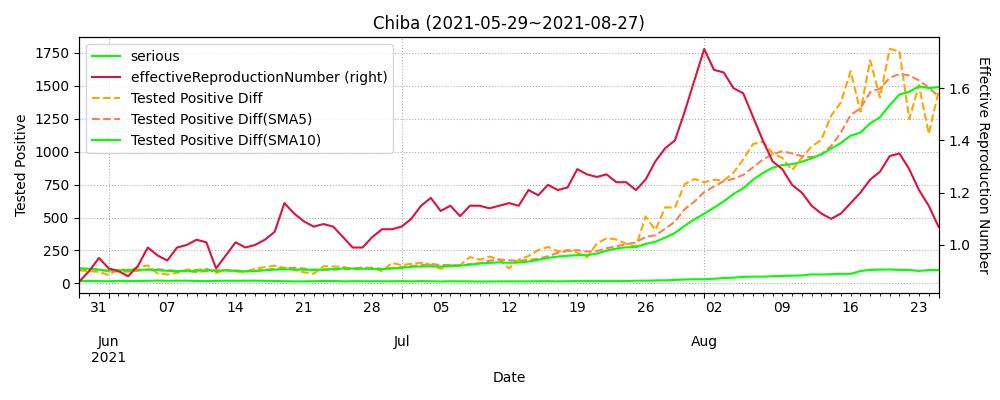 Chiba (2021-05-29~2021-08-27)
serious
effectiveReproductionNumber (right)
Tested Positive Diff
Tested Positive Diff(SMA5)
Tested Positive Diff(SMA10)
Tested Positive
1750
1500
1250
1000
750
500
250
0
Effective Reproduction Number
1.6
1.4
1.2
1.0
31 07 14 21 28 05 12 19 26 02 09 16 23
Jun Jul Aug
2021
Date